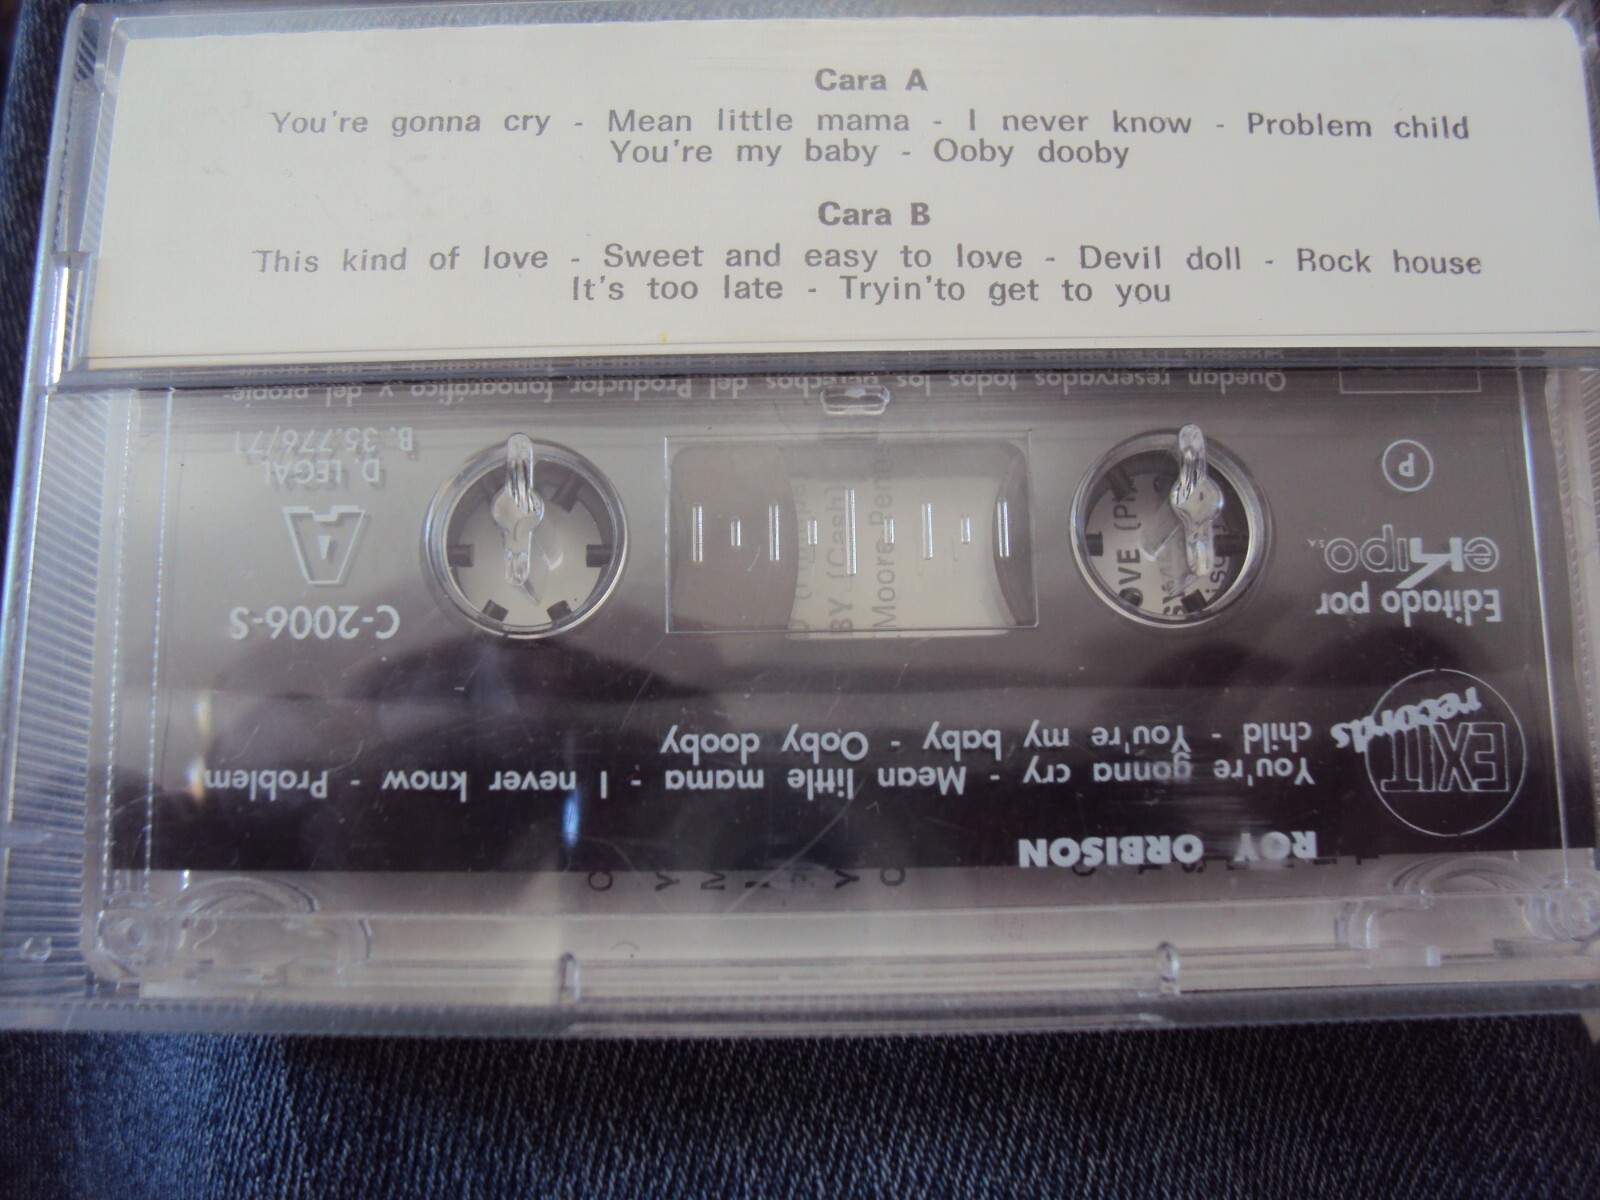 Cara A
You're gonna cry - Mean little mama - I never know - Problem child
You're my baby - Ooby dooby
Cara B
This kind of love - Sweet and easy to love - Devil doll - Rock house
It's too late - Tryin'to get to you
ROY ORBISON
You're gonna cry - Mean little mama - I never know - Problem
child - You're my baby - Ooby dooby
EXIT
records
Editado por
eKipo S.A.
P
C-2006-S
A
D. LEGAL
B. 35.776/71
BY (Cash)
OVE
Quedan reservados todos los derechos del Productor fonográfico y del propie-